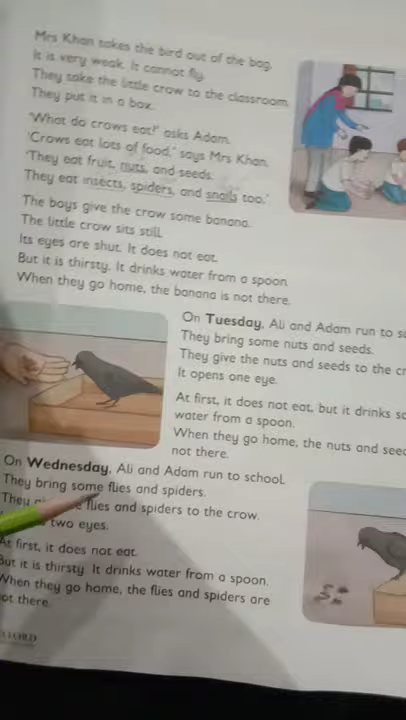 Mrs Khan takes the bird out of the bag.
It is very weak. It cannot fly.
They take the little crow to the classroom.
They put it in a box.
'What do crows eat?' asks Adam.
'Crows eat lots of food,' says Mrs Khan.
'They eat fruit, nuts, and seeds.
They eat insects, spiders, and snails too.'
The boys give the crow some banana.
The little crow sits still.
Its eyes are shut. It does not eat.
But it is thirsty. It drinks water from a spoon.
When they go home, the banana is not there.
On Tuesday, Ali and Adam run to
They bring some nuts and seeds.
They give the nuts and seeds to the
It opens one eye.
At first, it does not eat, but it drinks
water from a spoon.
When they go home, the nuts and
not there.
On Wednesday, Ali and Adam run to school.
They bring some flies and spiders.
They flies and spiders to the crow.
two eyes.
At first, it does not eat.
But it is thirsty. It drinks water from a spoon.
When they go home, the flies and spiders are
not there.